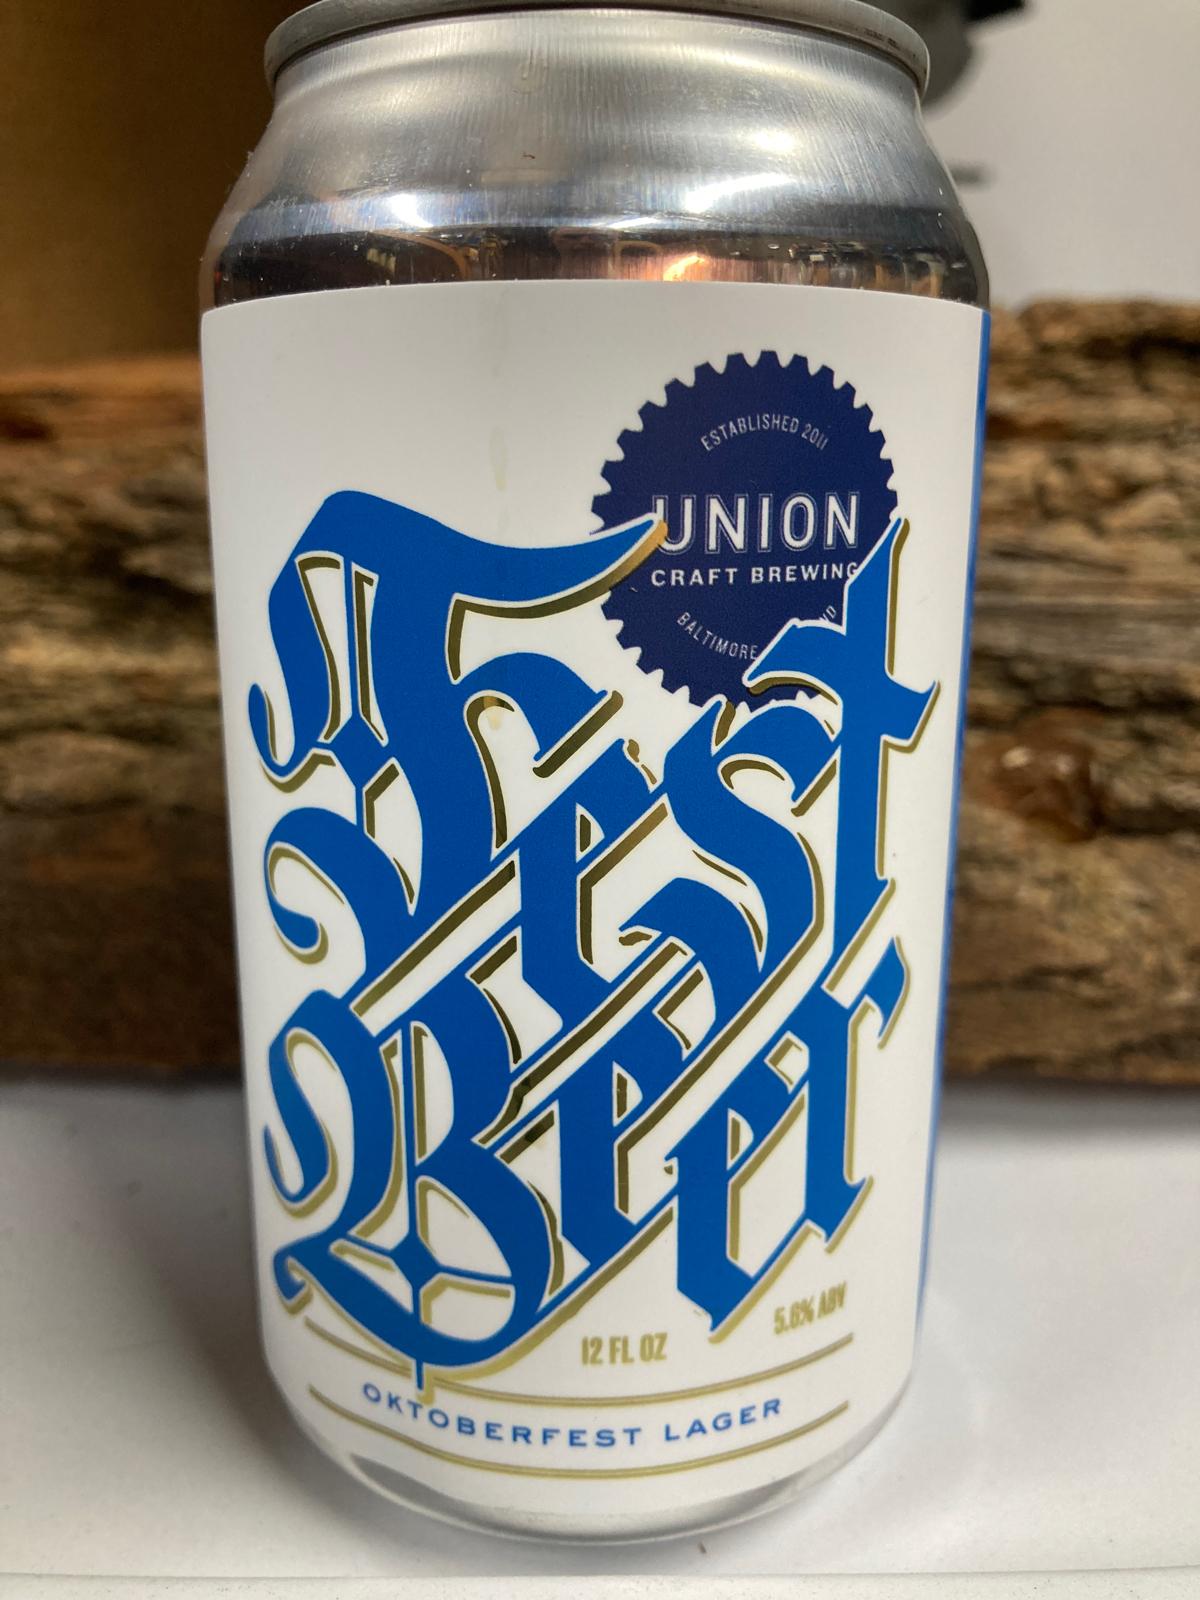 ESTABLISHED 2011
UNION
CRAFT BREWING
BALTIMORE
Fest
Beer
12 FL OZ
5.6% ABV
OKTOBERFEST LAGER